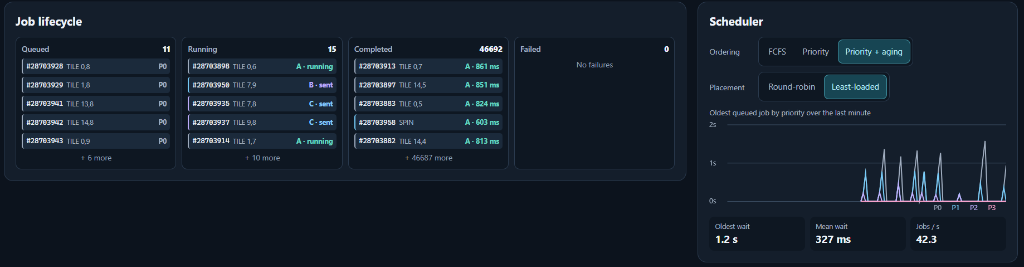 Job lifecycle
Queued 11
#28703928 TILE 0,8 P0
#28703929 TILE 1,8 P0
#28703941 TILE 13,8 P0
#28703942 TILE 14,8 P0
#28703943 TILE 0,9 P0
+ 6 more
Running 15
#28703898 TILE 0,6 A · running
#28703950 TILE 7,9 B · sent
#28703935 TILE 7,8 C · sent
#28703937 TILE 9,8 C · sent
#28703914 TILE 1,7 A · running
+ 10 more
Completed 46692
#28703913 TILE 0,7 A · 861 ms
#28703897 TILE 14,5 A · 851 ms
#28703883 TILE 0,5 A · 824 ms
#28703958 SPIN A · 603 ms
#28703882 TILE 14,4 A · 813 ms
+ 46687 more
Failed 0
No failures
Scheduler
Ordering FCFS Priority Priority + aging
Placement Round-robin Least-loaded
Oldest queued job by priority over the last minute
2s
1s
0s
P0 P1 P2 P3
Oldest wait
1.2 s
Mean wait
327 ms
Jobs / s
42.3